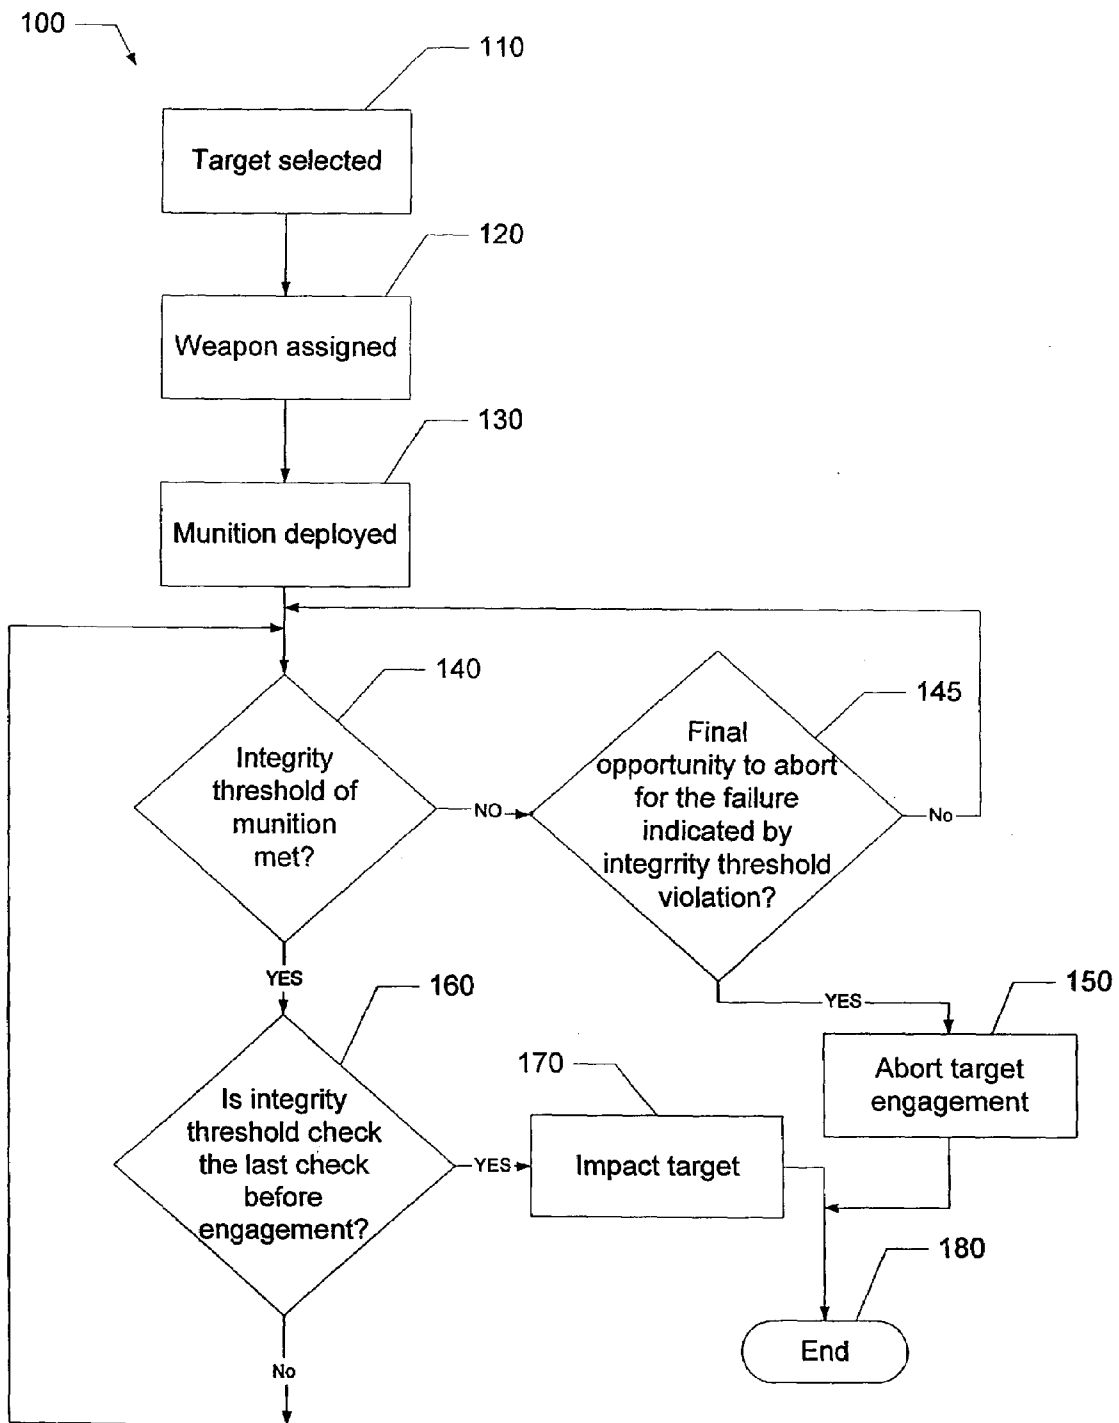 100
110
Target selected
120
Weapon assigned
130
Munition deployed
140
Integrity
threshold of
munition
met?
NO
145
Final
opportunity to abort
for the failure
indicated by
integrrity threshold
violation?
No
YES
YES
150
Abort target
engagement
160
Is integrity
threshold check
the last check
before
engagement?
YES
170
Impact target
180
End
No